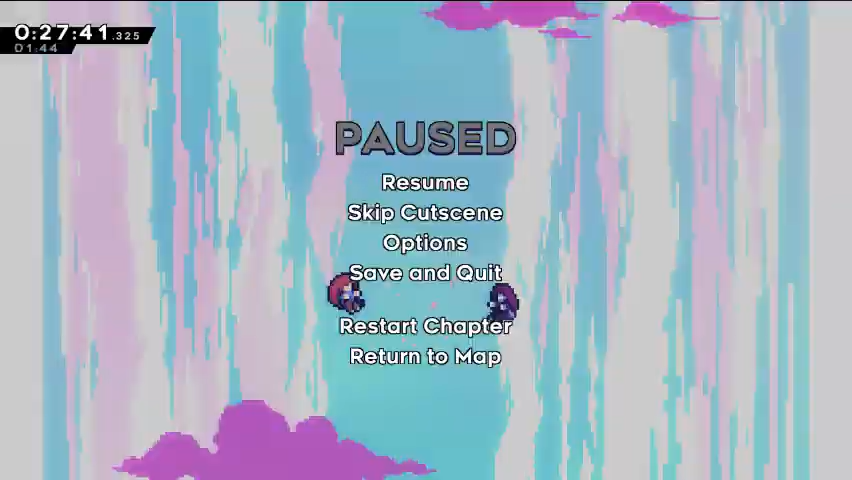 0:27:41.325
01:44
PAUSED
Resume
Skip Cutscene
Options
Save and Quit
Restart Chapter
Return to Map